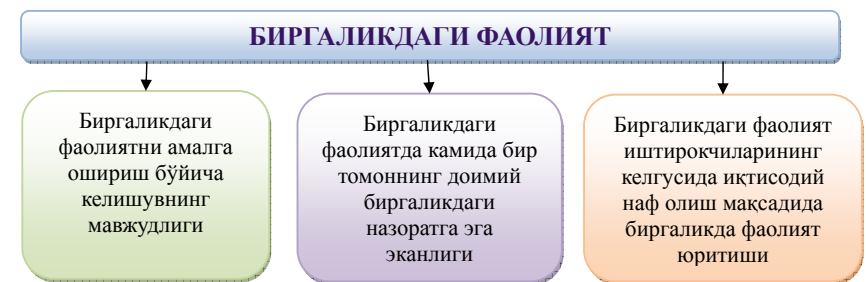 БИРГАЛИКДАГИ ФАОЛИЯТ
Биргаликдаги
фаолиятни амалга
ошириш бўйича
келишувнинг
мавжудлиги
Биргаликдаги
фаолиятда камида бир
томоннинг доимий
биргаликдаги
назоратга эга
эканлиги
Биргаликдаги фаолият
иштирокчиларининг
келгусида иқтисодий
наф олиш мақсадида
биргаликда фаолият
юритиши